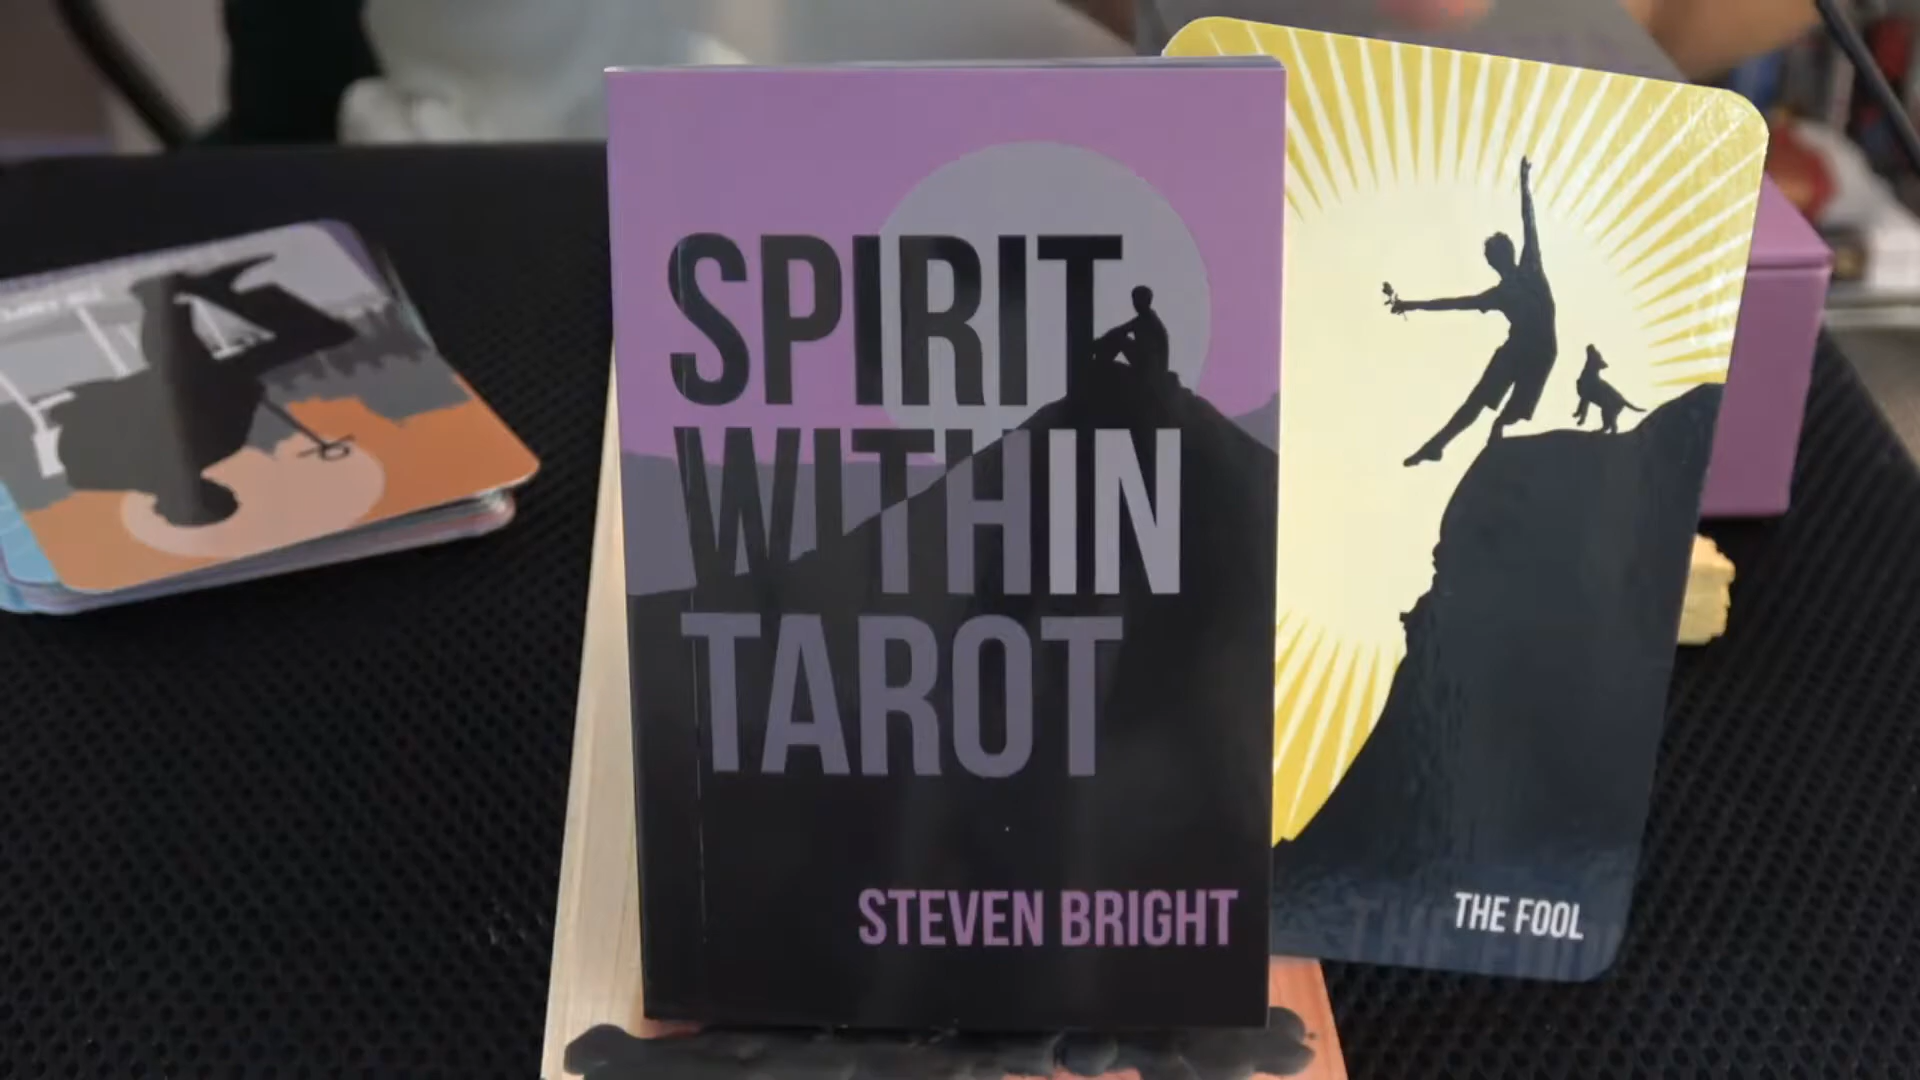 SPIRIT
WITHIN
TAROT
STEVEN BRIGHT
THE FOOL